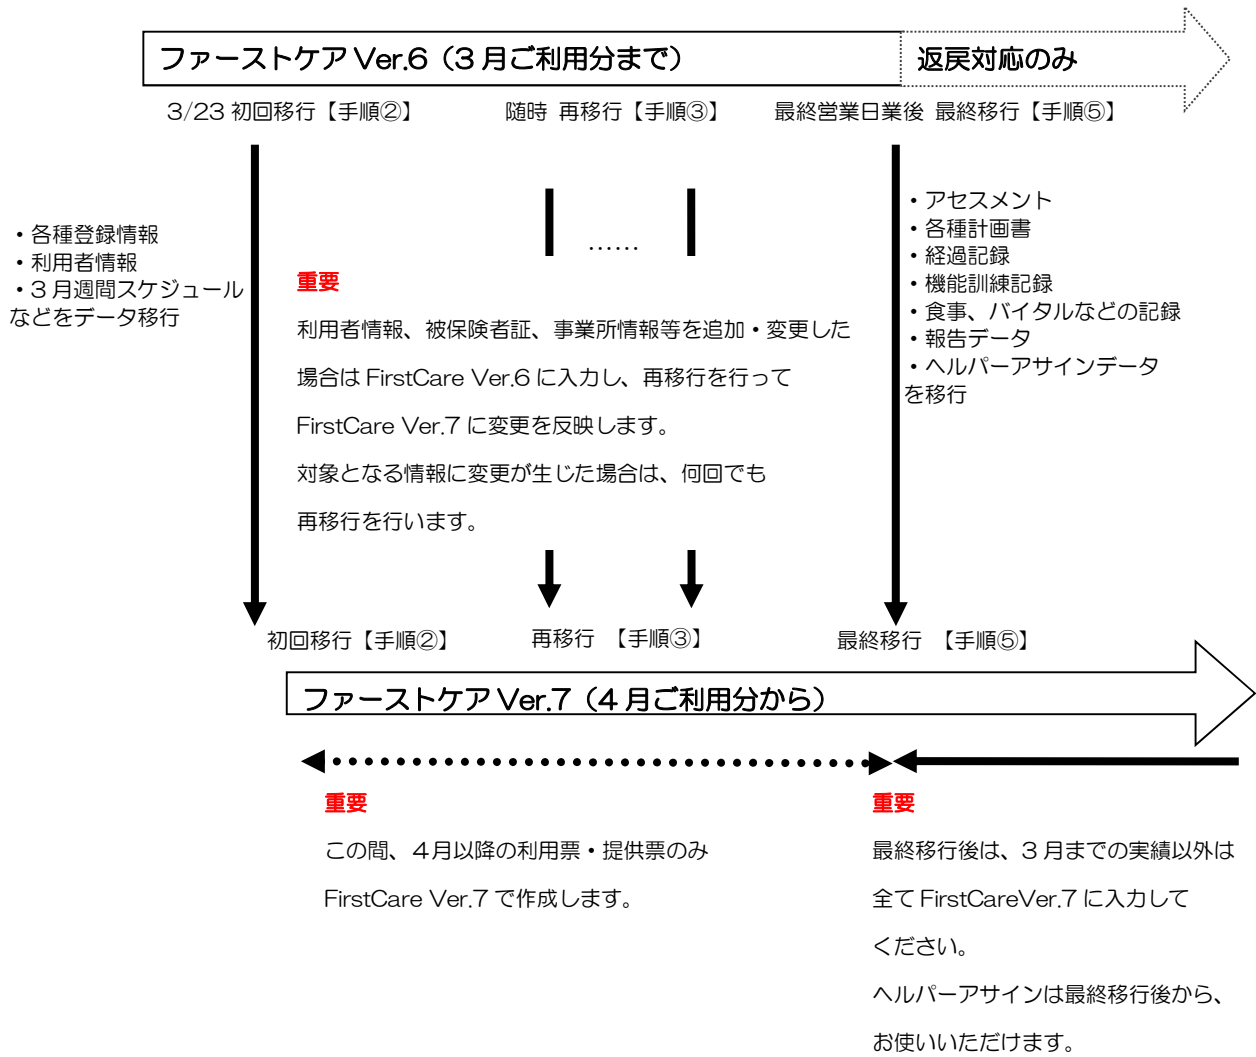 ファーストケア Ver.6（3 月ご利用分まで）
返戻対応のみ
3/23 初回移行【手順②】
随時 再移行【手順③】
最終営業日業後 最終移行【手順⑤】
・各種登録情報
・利用者情報
・3 月週間スケジュール
などをデータ移行
……
重要
利用者情報、被保険者証、事業所情報等を追加・変更した
場合は FirstCare Ver.6 に入力し、再移行を行って
FirstCare Ver.7 に変更を反映します。
対象となる情報に変更が生じた場合は、何回でも
再移行を行います。
・アセスメント
・各種計画書
・経過記録
・機能訓練記録
・食事、バイタルなどの記録
・報告データ
・ヘルパーアサインデータ
を移行
初回移行【手順②】
再移行 【手順③】
最終移行 【手順⑤】
ファーストケア Ver.7（4 月ご利用分から）
重要
この間、４月以降の利用票・提供票のみ
FirstCare Ver.7 で作成します。
重要
最終移行後は、3 月までの実績以外は
全て FirstCareVer.7 に入力して
ください。
ヘルパーアサインは最終移行後から、
お使いいただけます。